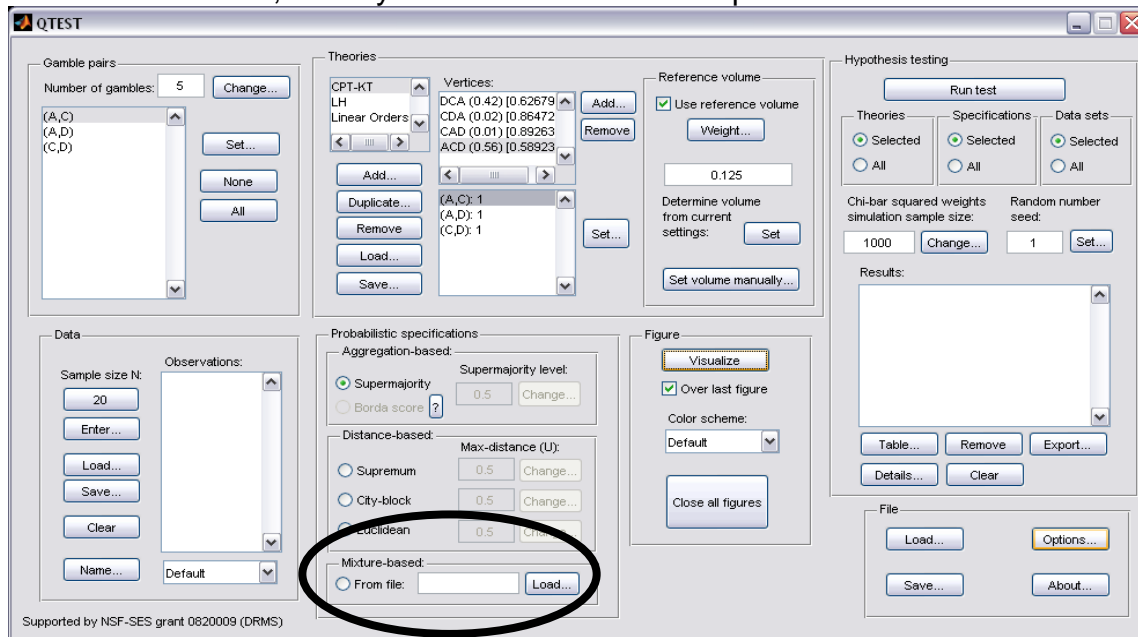 QTEST
Gamble pairs
Number of gambles: 5 Change...
(A,C)
(A,D)
(C,D)
Set...
None
All
Theories
CPT-KT
LH
Linear Orders
Add...
Duplicate...
Remove
Load...
Save...
Vertices:
DCA (0.42) [0.62679
CDA (0.02) [0.86472
CAD (0.01) [0.89263
ACD (0.56) [0.58923
Add...
Remove
(A,C): 1
(A,D): 1
(C,D): 1
Set...
Reference volume
Use reference volume
Weight...
0.125
Determine volume
from current
settings: Set
Set volume manually...
Hypothesis testing
Run test
Theories
Selected
All
Specifications
Selected
All
Data sets
Selected
All
Chi-bar squared weights
simulation sample size:
1000 Change...
Random number
seed:
1 Set...
Results:
Table... Remove Export...
Details... Clear
Data
Sample size N:
20
Enter...
Load...
Save...
Clear
Name...
Observations:
Default
Probabilistic specifications
Aggregation-based:
Supermajority level:
Supermajority 0.5 Change...
Borda score ?
Distance-based:
Max-distance (U):
Supremum 0.5 Change...
City-block 0.5 Change...
Euclidean 0.5
Mixture-based:
From file: Load...
Figure
Visualize
Over last figure
Color scheme:
Default
Close all figures
File
Load... Options...
Save... About...
Supported by NSF-SES grant 0820009 (DRMS)